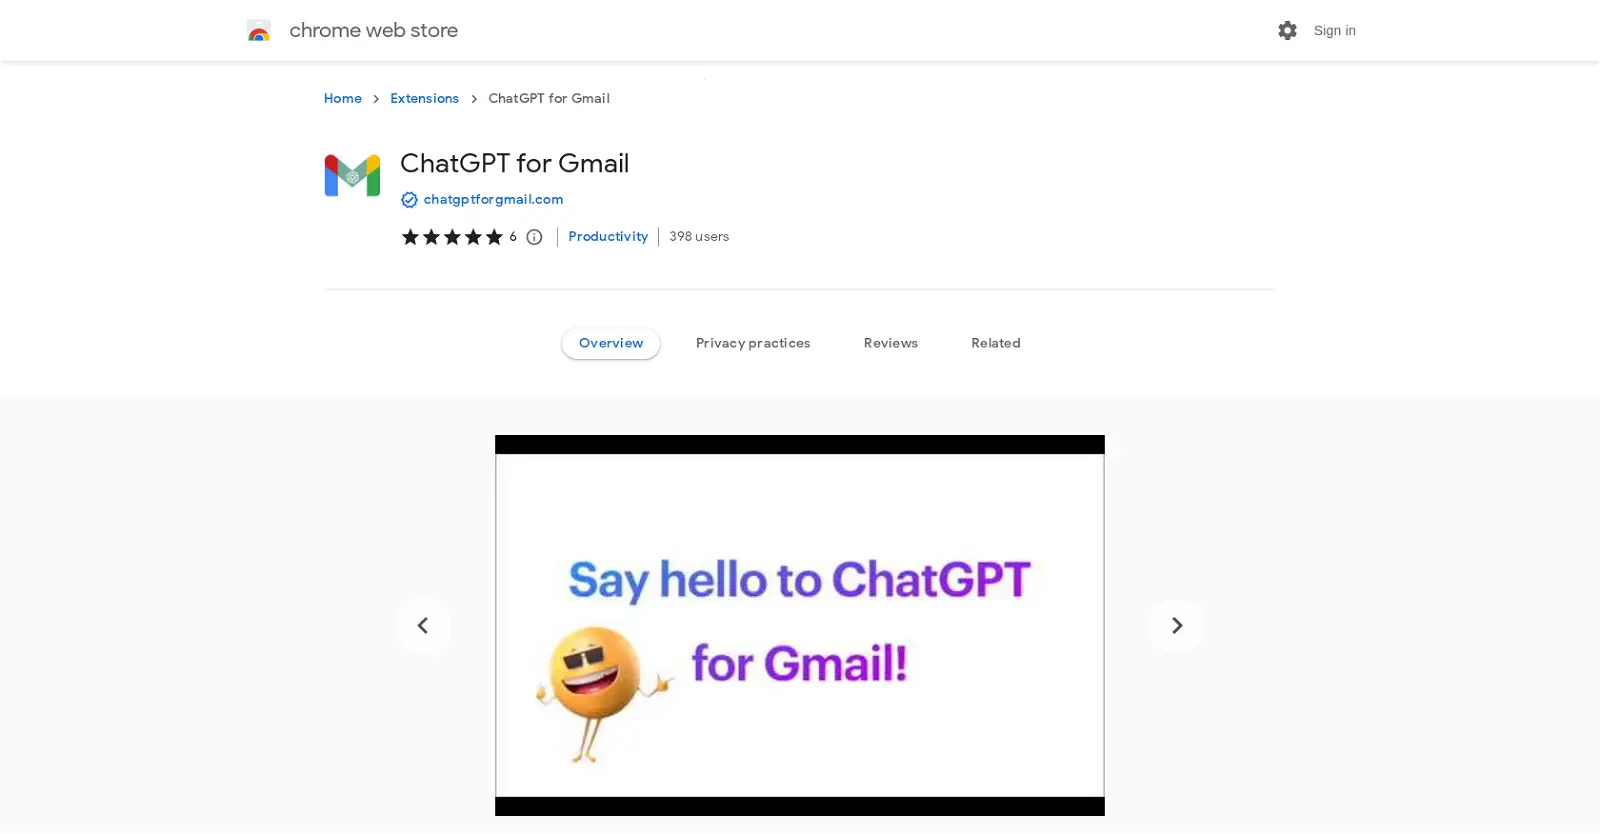 chrome web store
Sign in
Home > Extensions > ChatGPT for Gmail
ChatGPT for Gmail
chatgptforgmail.com
6 Productivity 398 users
Overview Privacy practices Reviews Related
Say hello to ChatGPT
for Gmail!